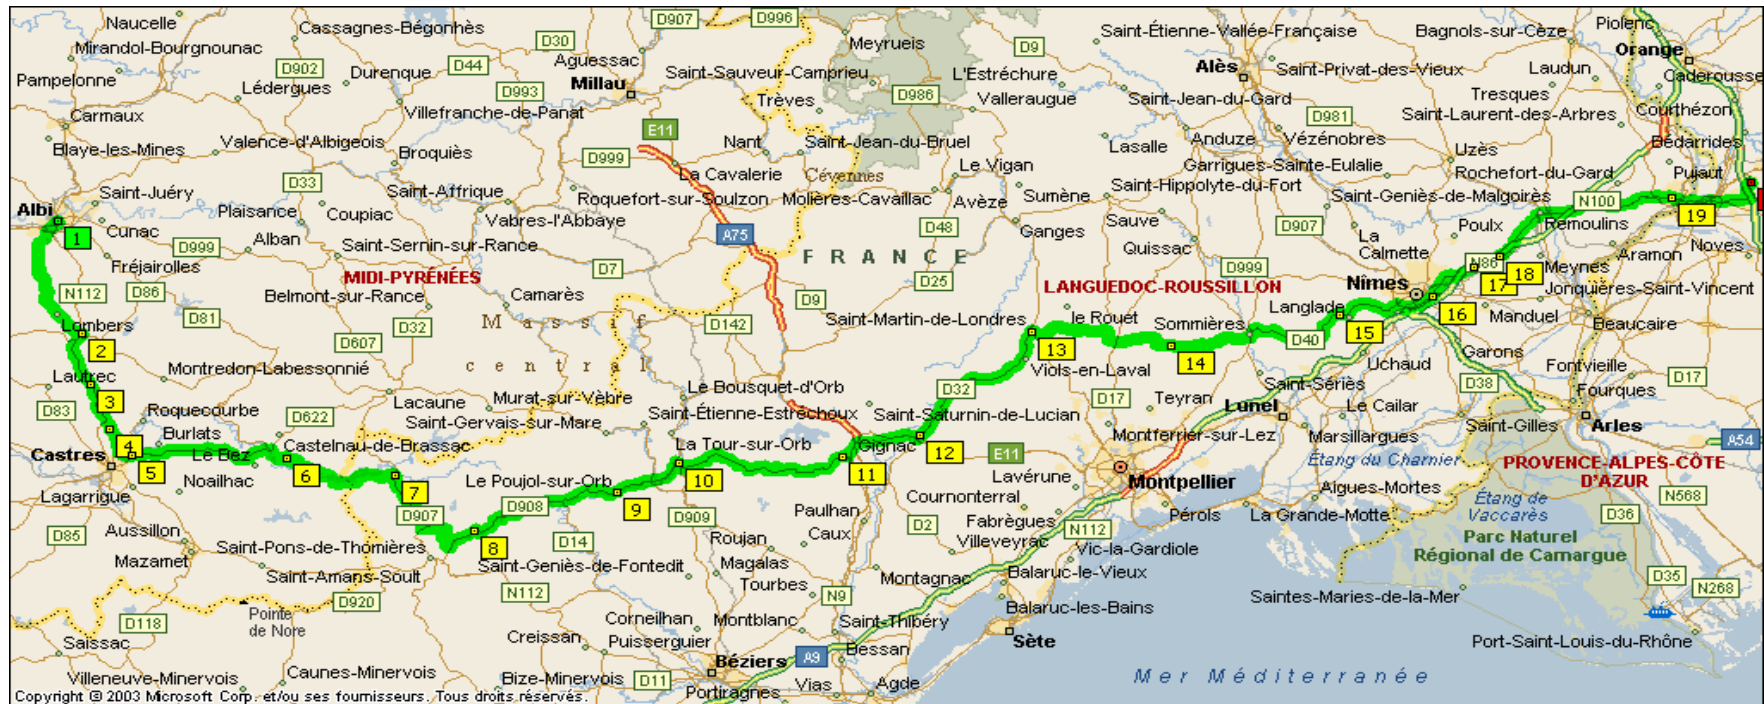 Naucelle
Cassagnes-Bégonhès
D907
D996
Piolenc
Mirandol-Bourgnounac
D30
Meyrueis
D9
Saint-Étienne-Vallée-Française
Bagnols-sur-Cèze
Orange
Pampelonne
D902
Durenque
D44
Aguessac
Millau
Saint-Sauveur-Camprieu
L'Estréchure
Alès
Saint-Privat-des-Vieux
Laudun
Caderousse
Lédergues
D993
Trèves
D986
Valleraugue
Saint-Jean-du-Gard
Tresques
Courthézon
Carmaux
Villefranche-de-Panat
E11
D981
Saint-Laurent-des-Arbres
Blaye-les-Mines
Valence-d'Albigeois
Broquiès
D999
Nant
Saint-Jean-du-Bruel
Lasalle
Anduze
Vézénobres
Uzès
Bédarrides
La Cavalerie
Cévennes
Le Vigan
Garrigues-Sainte-Eulalie
Rochefort-du-Gard
Pujaut
Saint-Juéry
D33
Saint-Affrique
Roquefort-sur-Soulzon
Molières-Cavaillac
Avèze
Sumène
Saint-Hippolyte-du-Fort
Saint-Geniès-de-Malgoirès
N100
Albi
1
Plaisance
Coupiac
Vabres-l'Abbaye
A75
D48
Ganges
Sauve
D907
Poulx
Remoulins
19
Cunac
D999
Alban
Saint-Sernin-sur-Rance
FRANCE
Quissac
La
Calmette
Noves
Fréjairolles
MIDI-PYRÉNÉES
D7
D25
D999
N86
17
18
Meynes
Aramon
N112
D86
Belmont-sur-Rance
Camarès
D9
LANGUEDOC-ROUSSILLON
Nîmes
Jonquières-Saint-Vincent
Lombers
D81
D32
Massif
D142
Saint-Martin-de-Londres
le Rouet
Sommières
Langlade
16
Manduel
Beaucaire
2
D607
13
14
D40
15
Garons
Lautrec
Montredon-Labessonnié
central
Viols-en-Laval
Uchaud
Fontvieille
D17
3
D83
Roquecourbe
D622
Lacaune
Murat-sur-Vèbre
Le Bousquet-d'Orb
D32
D17
Teyran
Saint-Sériès
D38
Fourques
4
Burlats
Castelnau-de-Brassac
Saint-Gervais-sur-Mare
Saint-Étienne-Estréchoux
Saint-Saturnin-de-Lucian
Lunel
Le Cailar
Saint-Gilles
Arles
Castres
5
Le Bez
La Tour-sur-Orb
Gignac
12
E11
Montferrier-sur-Lez
Marsillargues
A54
Étang du Charnier
PROVENCE-ALPES-CÔTE
D'AZUR
Lagarrigue
Noailhac
6
7
Le Poujol-sur-Orb
10
11
Lavérune
Montpellier
Aigues-Mortes
Étang de
Vaccarès
N568
D85
Aussillon
D907
D908
9
D909
Paulhan
Cournonterral
D2
Fabrègues
N112
Pérols
La Grande-Motte
D36
Mazamet
Saint-Pons-de-Thomières
8
D14
Roujan
Caux
Villeveyrac
Vic-la-Gardiole
Parc Naturel
Régional de Camargue
Saint-Amans-Soult
Saint-Geniès-de-Fontedit
Magalas
Montagnac
Balaruc-le-Vieux
D35
N268
D920
N112
Tourbes
N9
Saintes-Maries-de-la-Mer
Pointe
de Nore
D118
Corneilhan
Montblanc
Saint-Thibéry
Balaruc-les-Bains
Saissac
Creissan
Puisserguier
Sète
Port-Saint-Louis-du-Rhône
Béziers
A9
Bessan
Villeneuve-Minervois
Caunes-Minervois
Bize-Minervois
D11
Portiragnes
Vias
Agde
Mer Méditerranée
Copyright © 2003 Microsoft Corp. et/ou ses fournisseurs. Tous droits réservés.